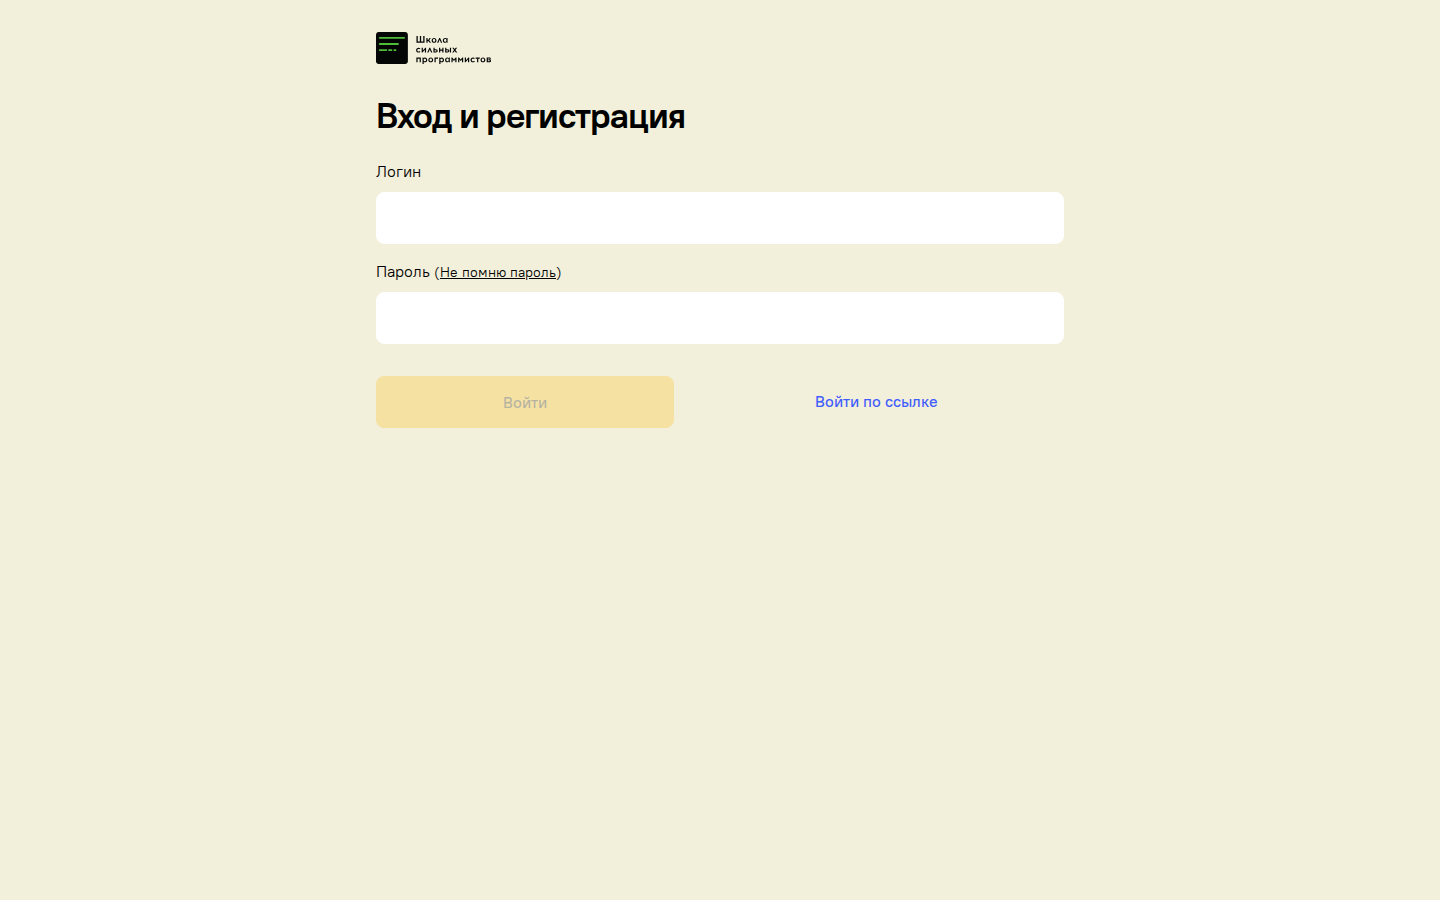 Школа
сильных
программистов
Вход и регистрация
Логин
Пароль (Не помню пароль)
Войти
Войти по ссылке